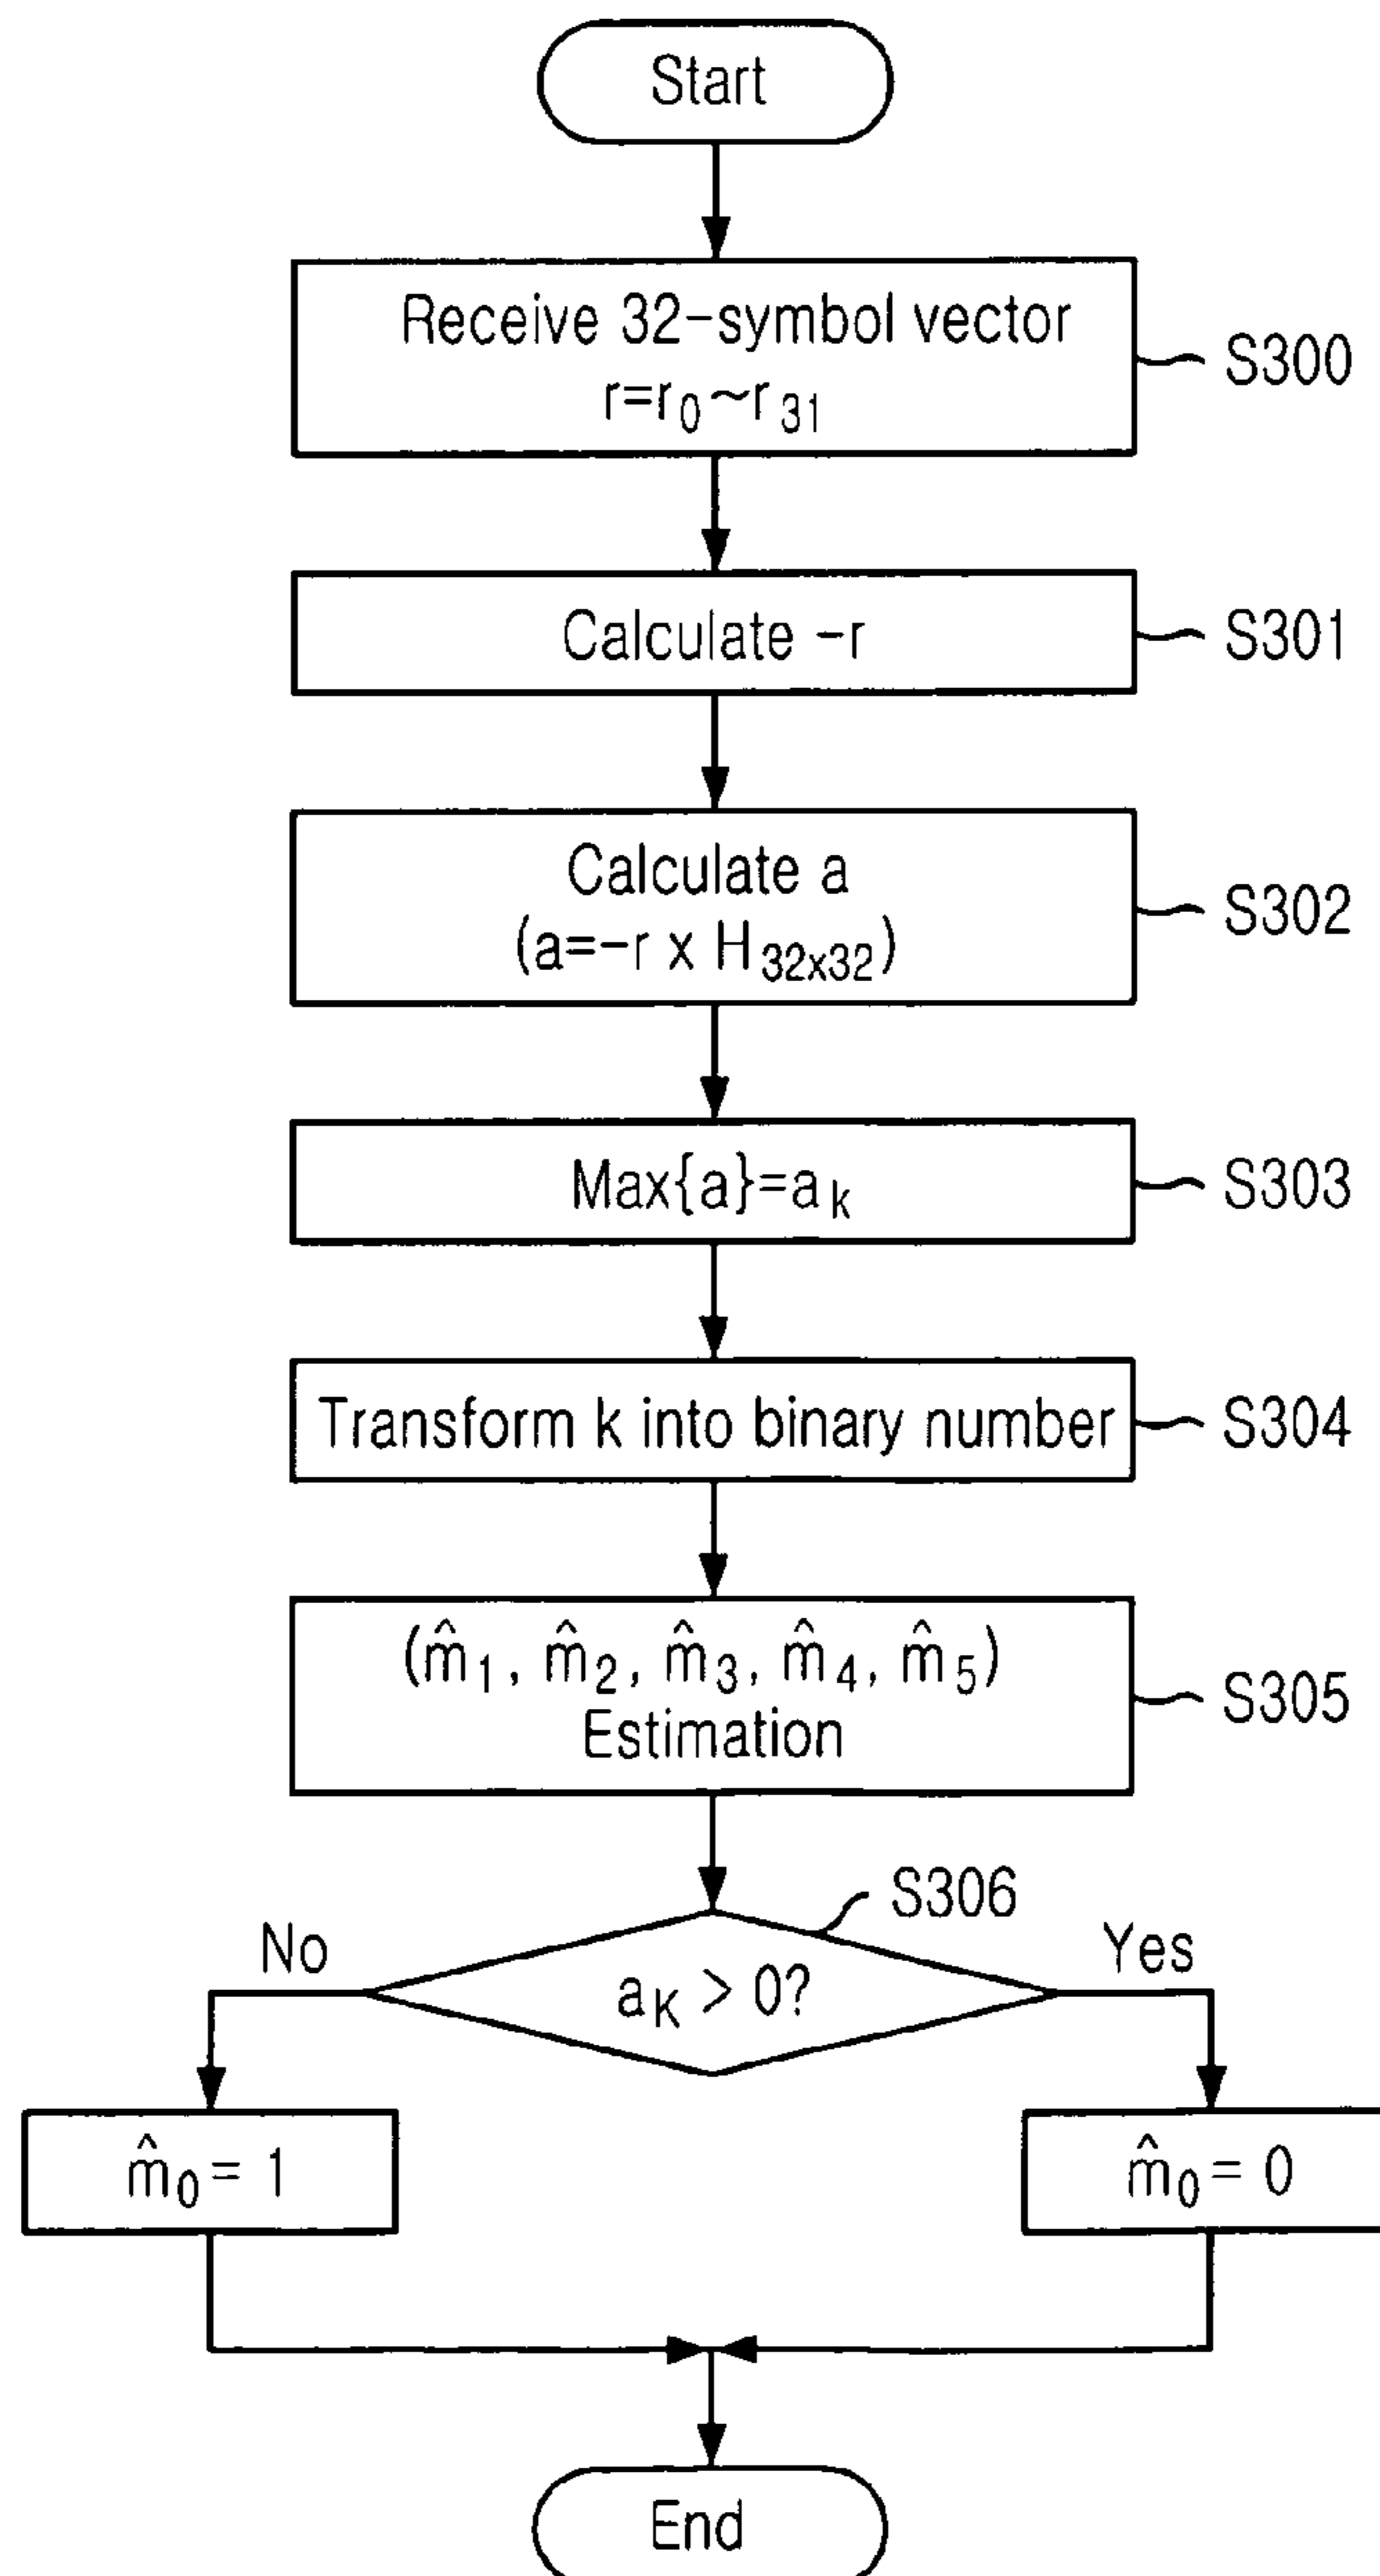 Start
Receive 32-symbol vector
r=r₀~r₃₁
S300
Calculate -r
S301
Calculate a
(a=-r x H₃₂ₓ₃₂)
S302
Max{a}=aₖ
S303
Transform k into binary number
S304
(m̂₁, m̂₂, m̂₃, m̂₄, m̂₅)
Estimation
S305
S306
No
a_K > 0?
Yes
m̂₀ = 1
m̂₀ = 0
End